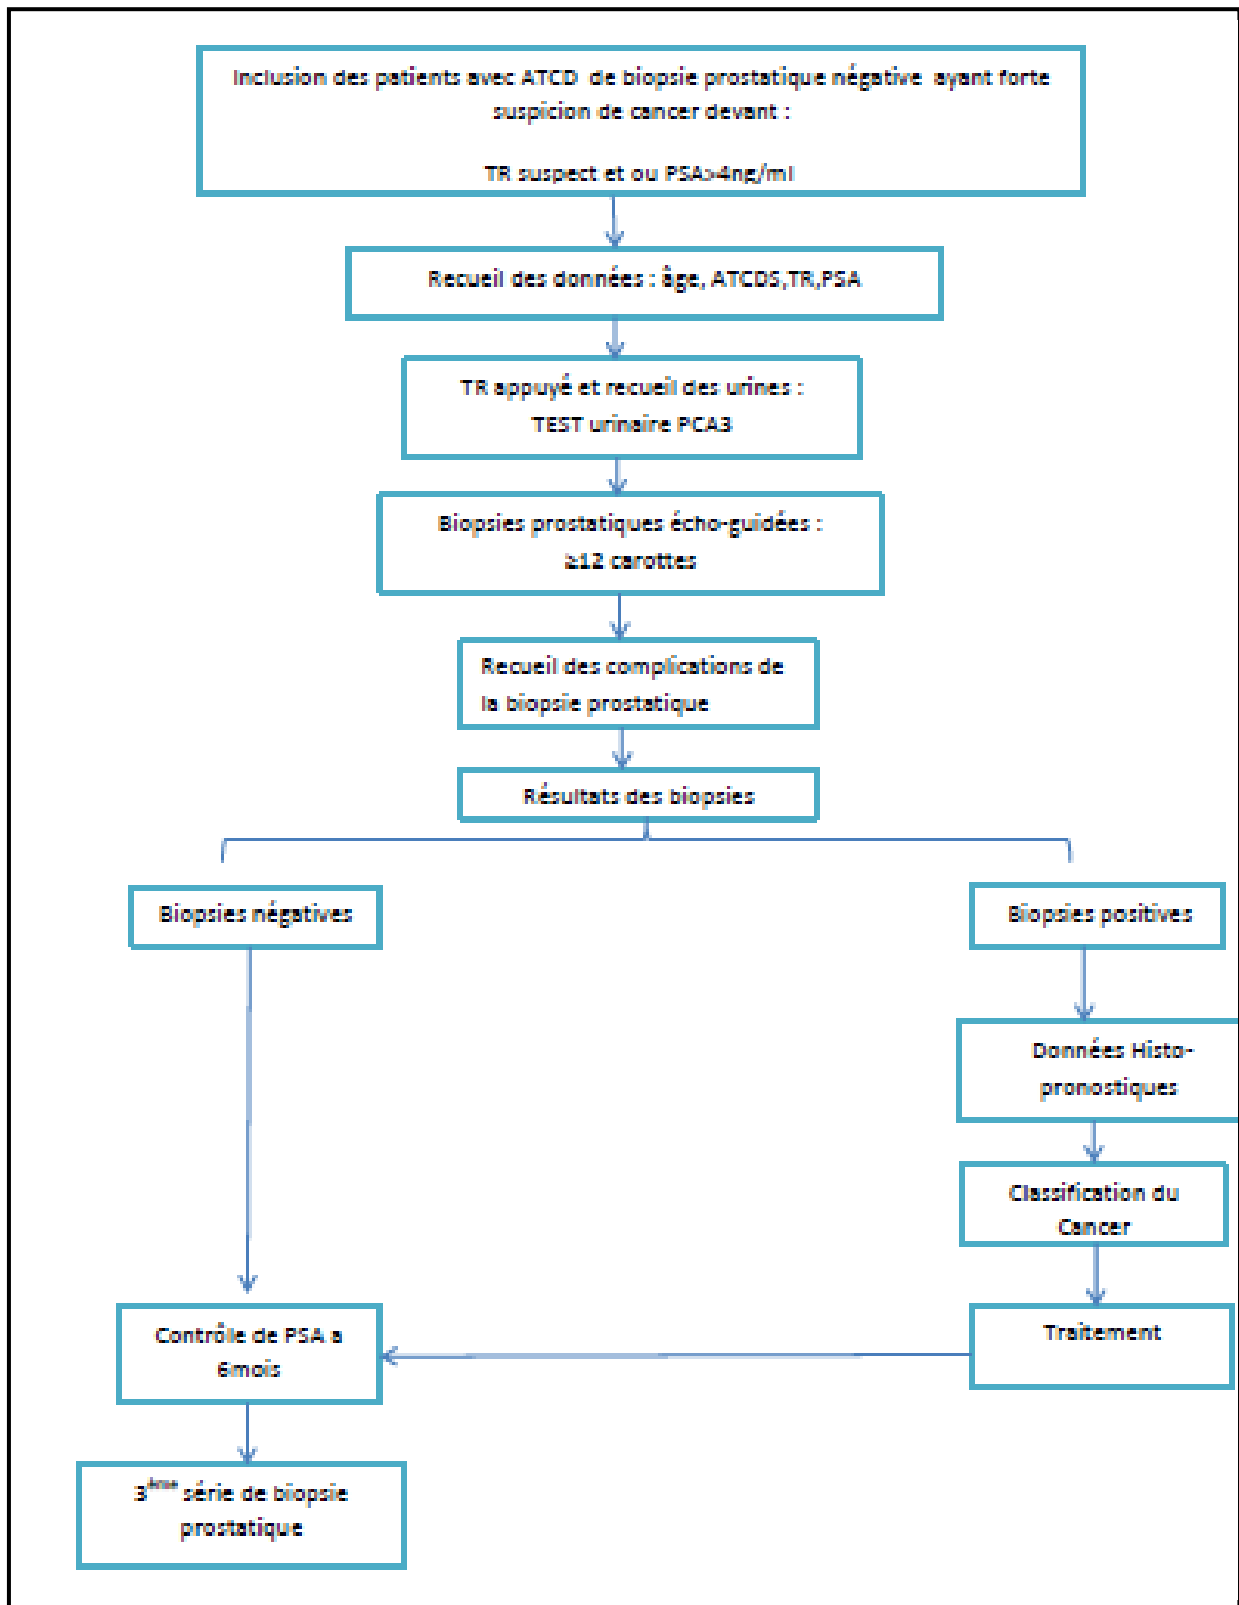 Inclusion des patients avec ATCD de biopsie prostatique négative ayant forte
suspicion de cancer devant :
TR suspect et ou PSA>4ng/ml
Recueil des données : âge, ATCDS,TR,PSA
TR appuyé et recueil des urines :
TEST urinaire PCA3
Biopsies prostatiques écho-guidées :
≥12 carottes
Recueil des complications de
la biopsie prostatique
Résultats des biopsies
Biopsies négatives
Biopsies positives
Données Histo-
pronostiques
Classification du
Cancer
Traitement
Contrôle de PSA a
6mois
3ème série de biopsie
prostatique